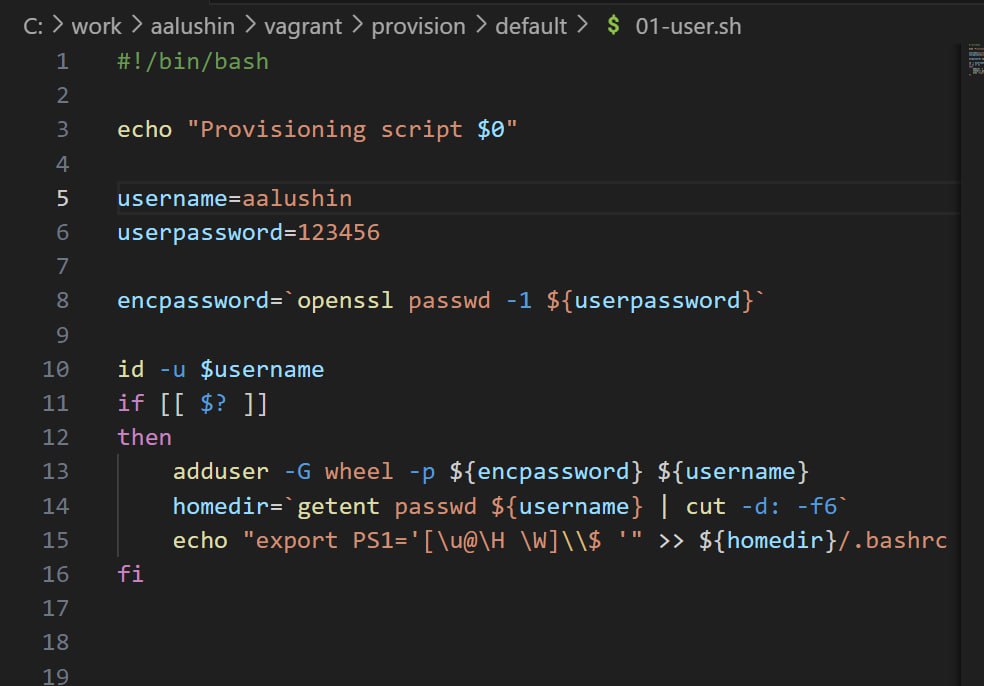 C: > work > aalushin > vagrant > provision > default > $ 01-user.sh
1 #!/bin/bash
2
3 echo "Provisioning script $0"
4
5 username=aalushin
6 userpassword=123456
7
8 encpassword=`openssl passwd -1 ${userpassword}`
9
10 id -u $username
11 if [[ $? ]]
12 then
13     adduser -G wheel -p ${encpassword} ${username}
14     homedir=`getent passwd ${username} | cut -d: -f6`
15     echo "export PS1='[\u@\H \W]\\$ '" >> ${homedir}/.bashrc
16 fi
17
18
19